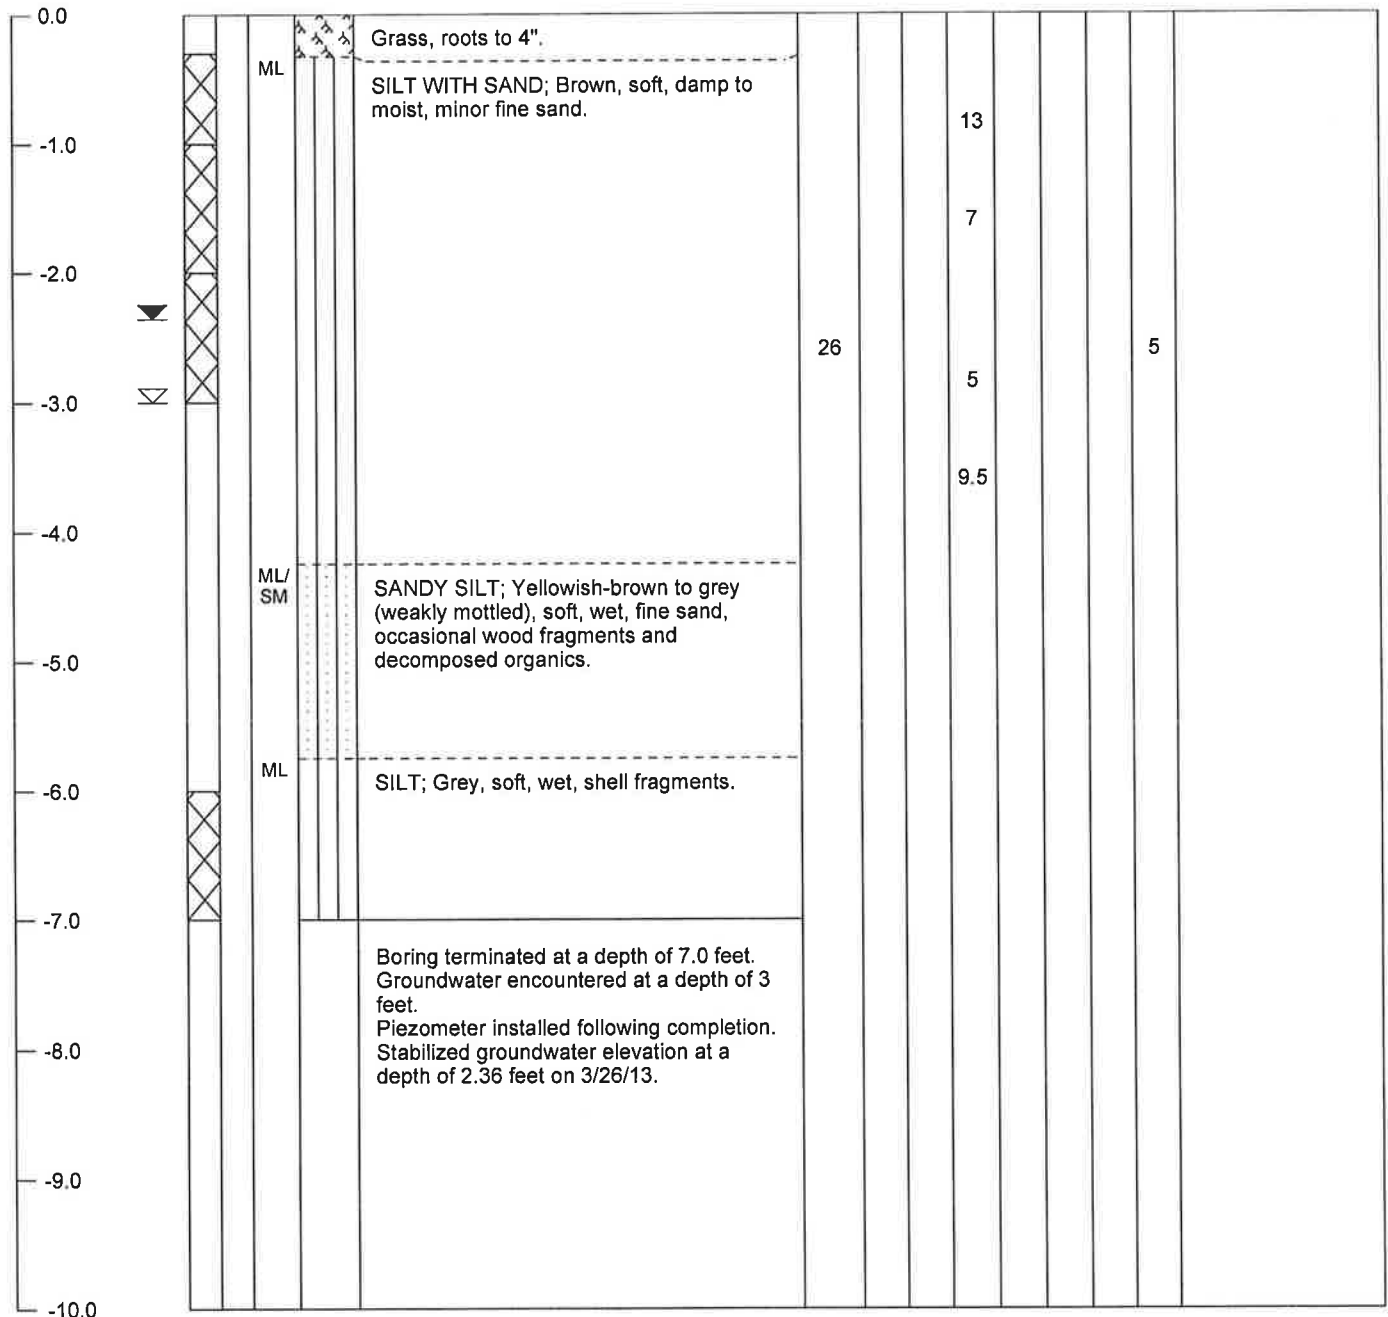 0.0
Grass, roots to 4".
ML
SILT WITH SAND; Brown, soft, damp to
moist, minor fine sand.
13
-1.0
7
-2.0
26
5
5
-3.0
9.5
-4.0
ML/
SM
SANDY SILT; Yellowish-brown to grey
(weakly mottled), soft, wet, fine sand,
occasional wood fragments and
decomposed organics.
-5.0
ML
SILT; Grey, soft, wet, shell fragments.
-6.0
-7.0
Boring terminated at a depth of 7.0 feet.
Groundwater encountered at a depth of 3
feet.
Piezometer installed following completion.
Stabilized groundwater elevation at a
depth of 2.36 feet on 3/26/13.
-8.0
-9.0
-10.0